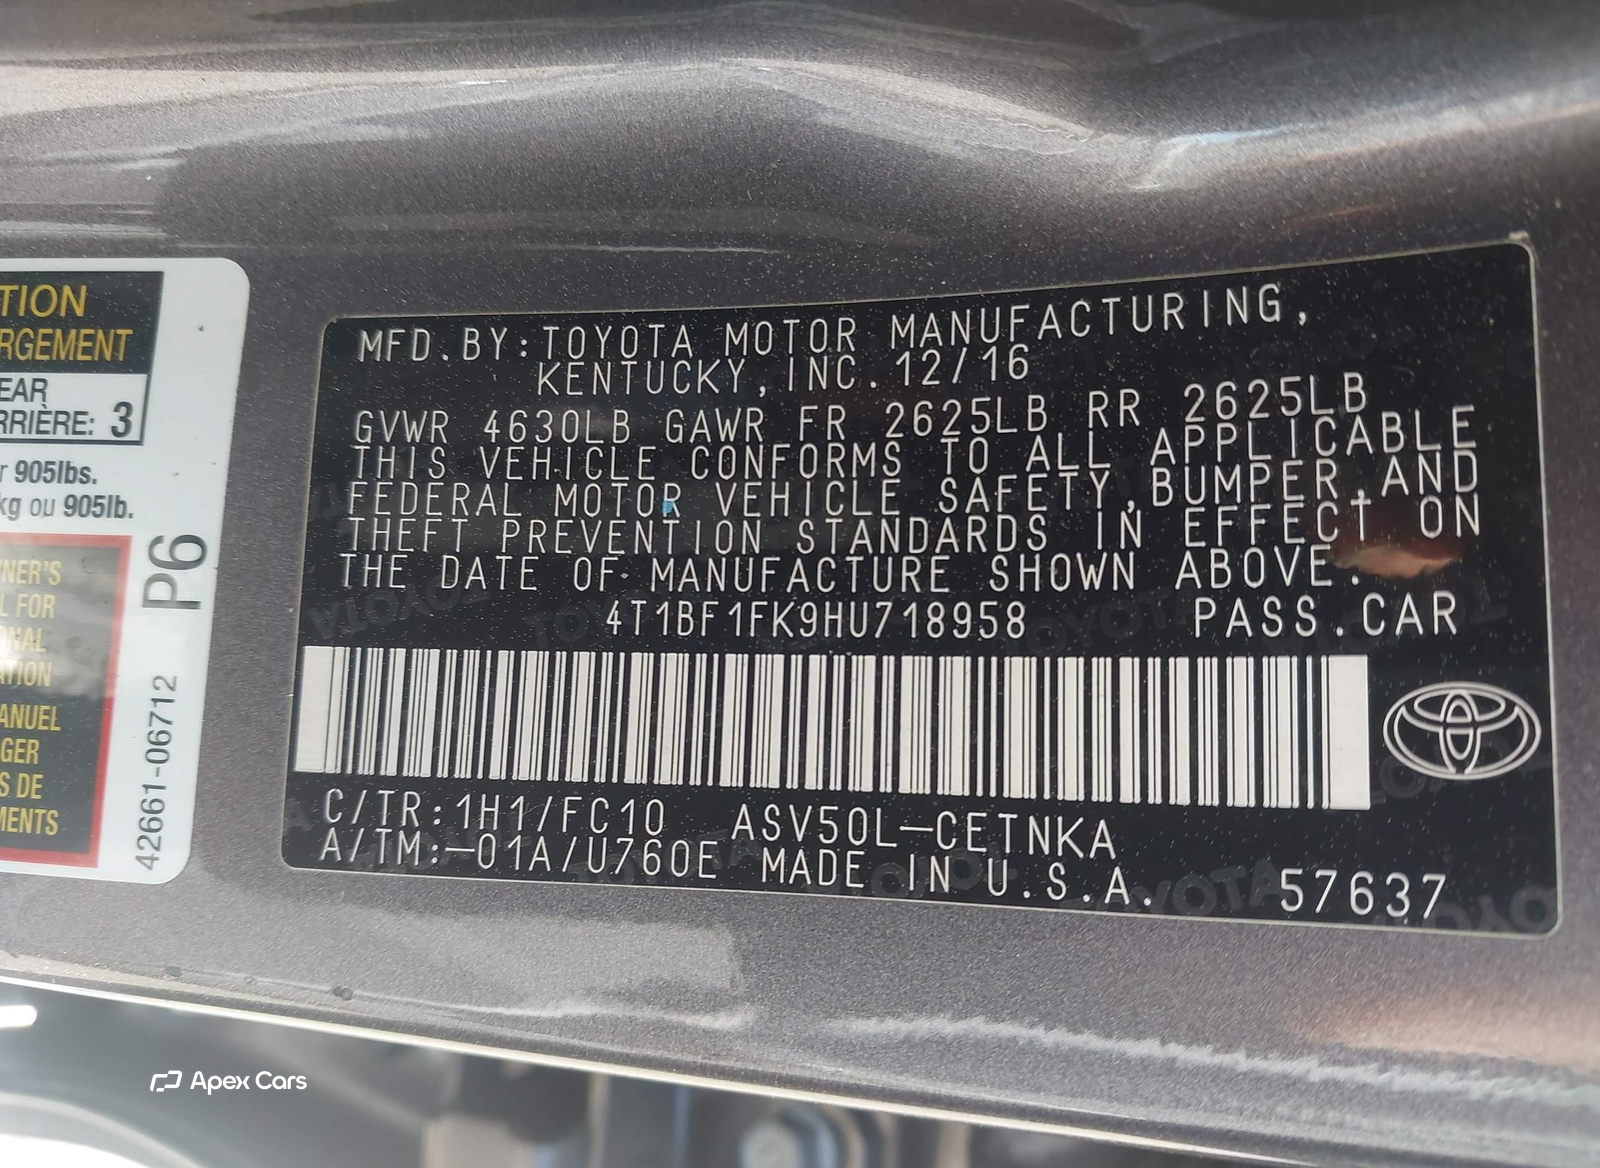 TION
RGEMENT
EAR
RRIÈRE: 3
r 905lbs.
kg ou 905lb.
NER'S
L FOR
ONAL
ATION
ANUEL
GER
S DE
MENTS
P6
42661-06712
MFD.BY:TOYOTA MOTOR MANUFACTURING,
KENTUCKY,INC.12/16
GVWR 4630LB GAWR FR 2625LB RR 2625LB
THIS VEHICLE CONFORMS TO ALL APPLICABLE
FEDERAL MOTOR VEHICLE SAFETY,BUMPER,AND
THEFT PREVENTION STANDARDS IN EFFECT ON
THE DATE OF MANUFACTURE SHOWN ABOVE.
4T1BF1FK9HU718958 PASS.CAR
C/TR:1H1/FC10 ASV50L-CETNKA
A/TM:-01A/U760E MADE IN U.S.A. 57637
Apex Cars